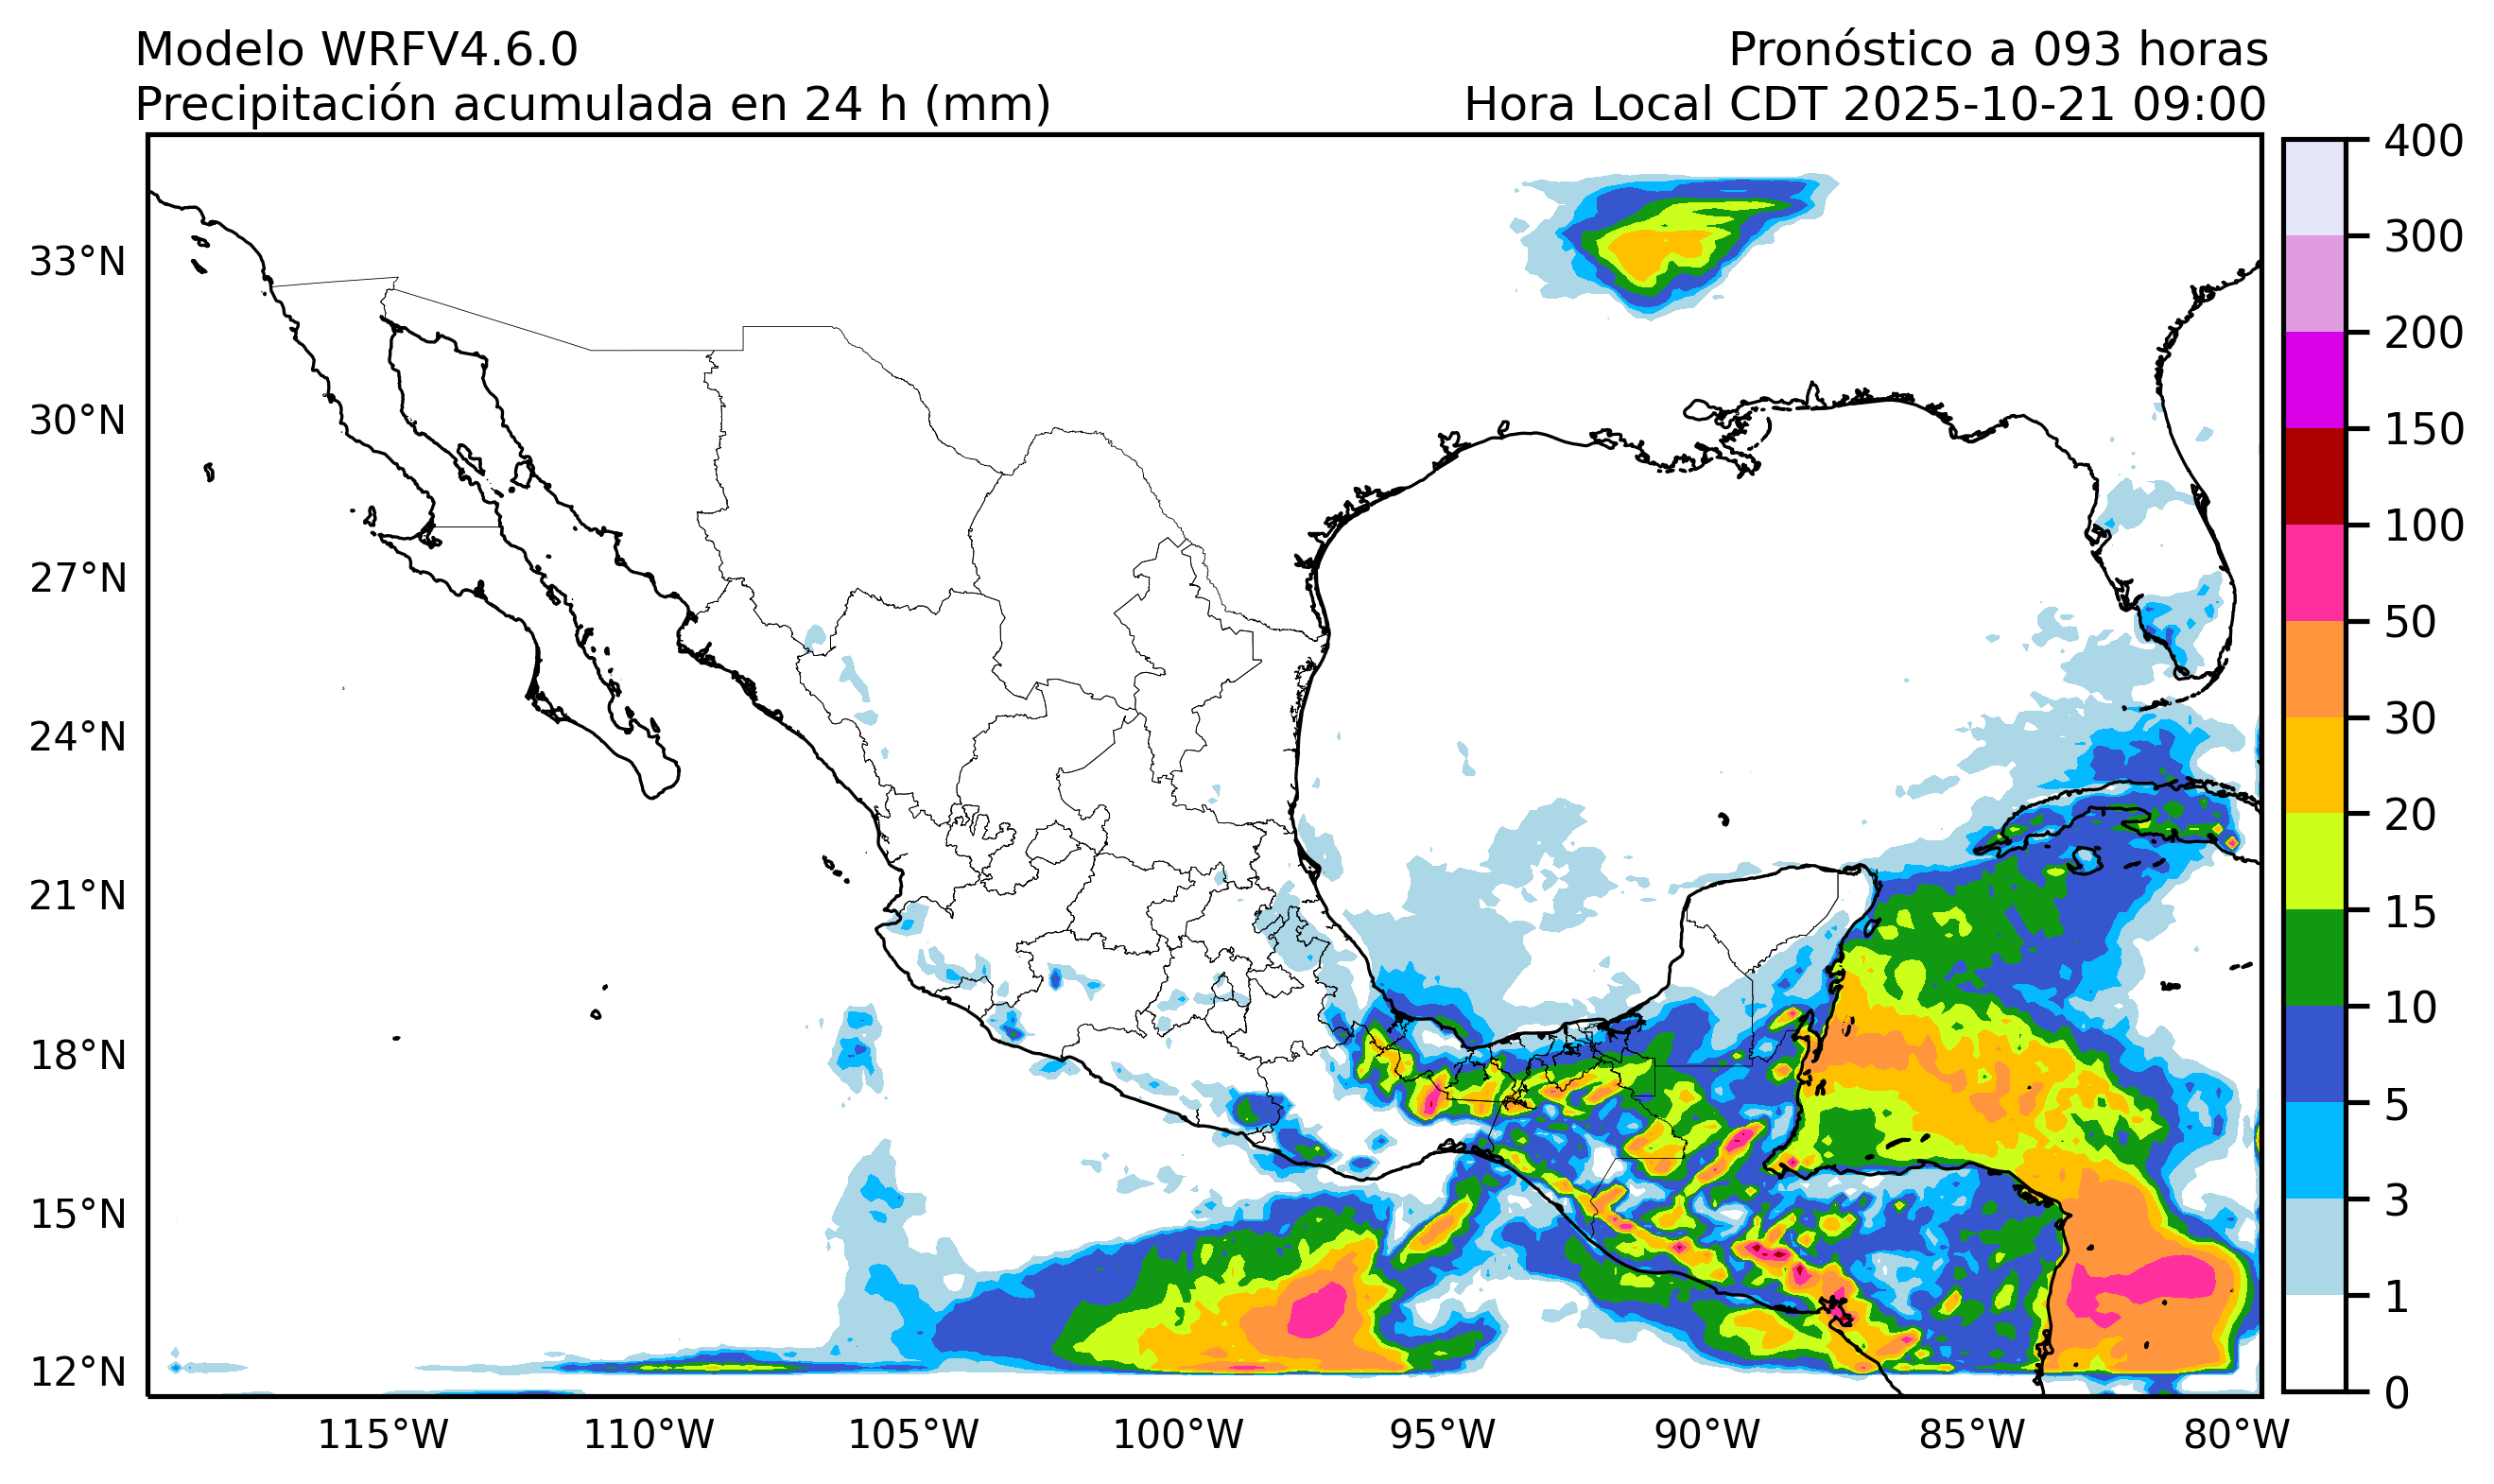 Modelo WRFV4.6.0
Pronóstico a 093 horas
Precipitación acumulada en 24 h (mm)
Hora Local CDT 2025-10-21 09:00
33°N
30°N
27°N
24°N
21°N
18°N
15°N
12°N
115°W
110°W
105°W
100°W
95°W
90°W
85°W
80°W
400
300
200
150
100
50
30
20
15
10
5
3
1
0